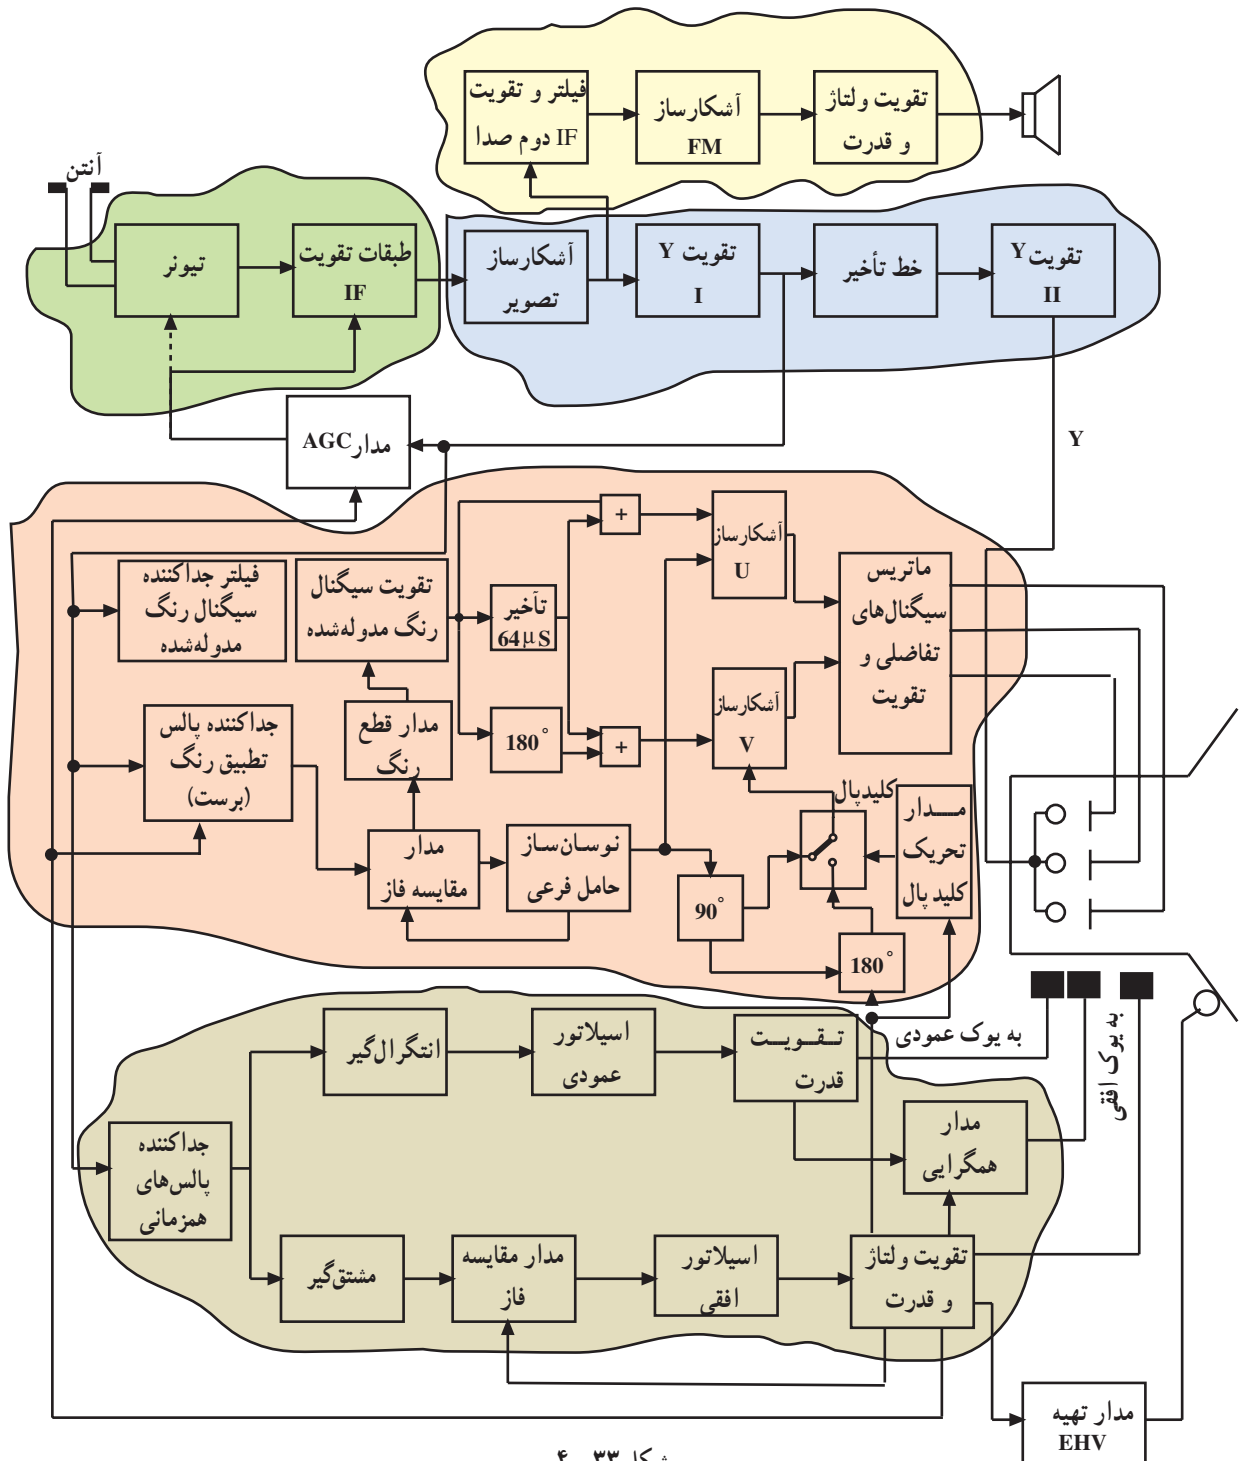 فیلتر و تقویت
IF دوم صدا
آشکارساز
FM
تقویت ولتاژ
و قدرت
آنتن
تیونر
طبقات تقویت
IF
آشکارساز
تصویر
تقویت Y
I
خط تأخیر
تقویت Y
II
مدار AGC
Y
فیلتر جداکننده
سیگنال رنگ
مدوله‌شده
تقویت سیگنال
رنگ مدوله‌شده
تأخیر
64μS
+
آشکارساز
U
ماتریس
سیگنال‌های
تفاضلی و
تقویت
جداکننده پالس
تطبیق رنگ
(برست)
مدار قطع
رنگ
180°
+
آشکارساز
V
کلیدپال
مدار
تحریک
کلید پال
مدار
مقایسه فاز
نوسان‌ساز
حامل فرعی
90°
180°
انتگرال‌گیر
اسیلاتور
عمودی
تقویت
قدرت
به یوک عمودی
به یوک افقی
جداکننده
پالس‌های
همزمانی
مدار
همگرایی
مشتق‌گیر
مدار مقایسه
فاز
اسیلاتور
افقی
تقویت ولتاژ
و قدرت
مدار تهیه
EHV
شکل ۳۳ ــ ۴